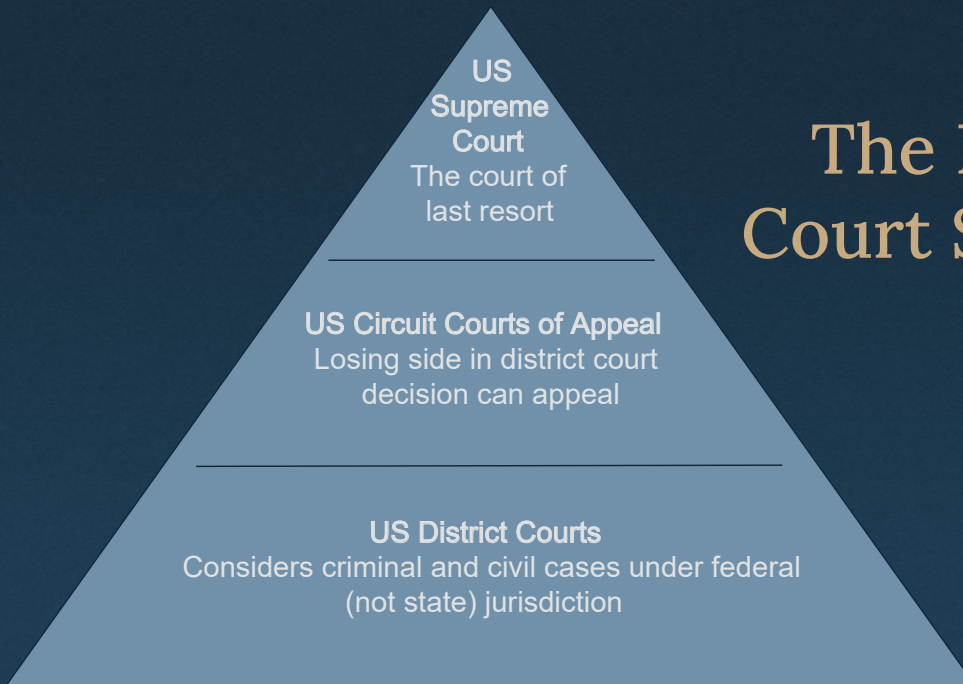 US
Supreme
Court
The court of
last resort
The
Court
US Circuit Courts of Appeal
Losing side in district court
decision can appeal
US District Courts
Considers criminal and civil cases under federal
(not state) jurisdiction